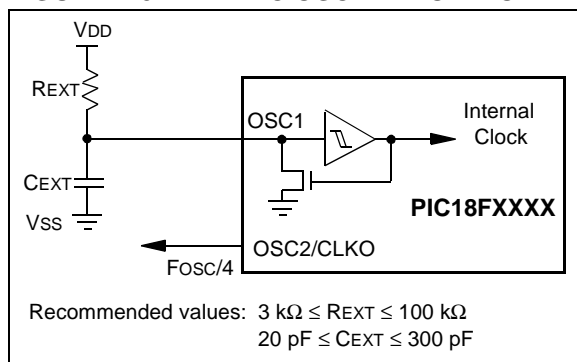 VDD
REXT
OSC1
Internal
Clock
CEXT
PIC18FXXXX
VSS
OSC2/CLKO
FOSC/4
Recommended values: 3 kΩ ≤ REXT ≤ 100 kΩ
20 pF ≤ CEXT ≤ 300 pF